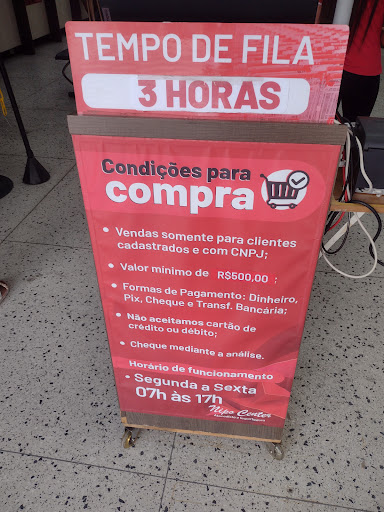 TEMPO DE FILA
3 HORAS
Condições para
compra
• Vendas somente para clientes
cadastrados e com CNPJ;
• Valor mínimo de R$500,00 ;
• Formas de Pagamento: Dinheiro,
Pix, Cheque e Transf. Bancária;
• Não aceitamos cartão de
crédito ou débito;
• Cheque mediante a análise.
Horário de funcionamento
• Segunda a Sexta
07h às 17h
Nipo Center